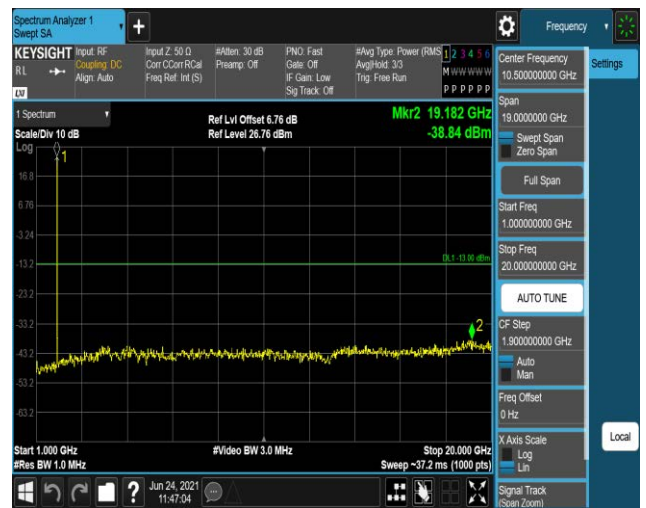 Spectrum Analyzer 1
Swept SA
Frequency
KEYSIGHT
RL
Input: RF
Coupling: DC
Align: Auto
Input Z: 50 Ω
Corr CCorr RCal
Freq Ref: Int (S)
#Atten: 30 dB
Preamp: Off
PNO: Fast
Gate: Off
IF Gain: Low
Sig Track: Off
#Avg Type: Power (RMS
Avg|Hold: 3/3
Trig: Free Run
1 2 3 4 5 6
M W W W W W
P P P P P P
1 Spectrum
Scale/Div 10 dB
Log
Ref Lvl Offset 6.76 dB
Ref Level 26.76 dBm
Mkr2 19.182 GHz
-38.84 dBm
1
16.8
6.76
-3.24
-13.2
-23.2
-33.2
-43.2
-53.2
-63.2
DL1 -13.00 dBm
2
Start 1.000 GHz
#Res BW 1.0 MHz
#Video BW 3.0 MHz
Stop 20.000 GHz
Sweep ~37.2 ms (1000 pts)
Center Frequency
10.500000000 GHz
Settings
Span
19.0000000 GHz
Swept Span
Zero Span
Full Span
Start Freq
1.000000000 GHz
Stop Freq
20.000000000 GHz
AUTO TUNE
CF Step
1.900000000 GHz
Auto
Man
Freq Offset
0 Hz
X Axis Scale
Log
Lin
Local
Signal Track
(Span Zoom)
?
Jun 24, 2021
11:47:04